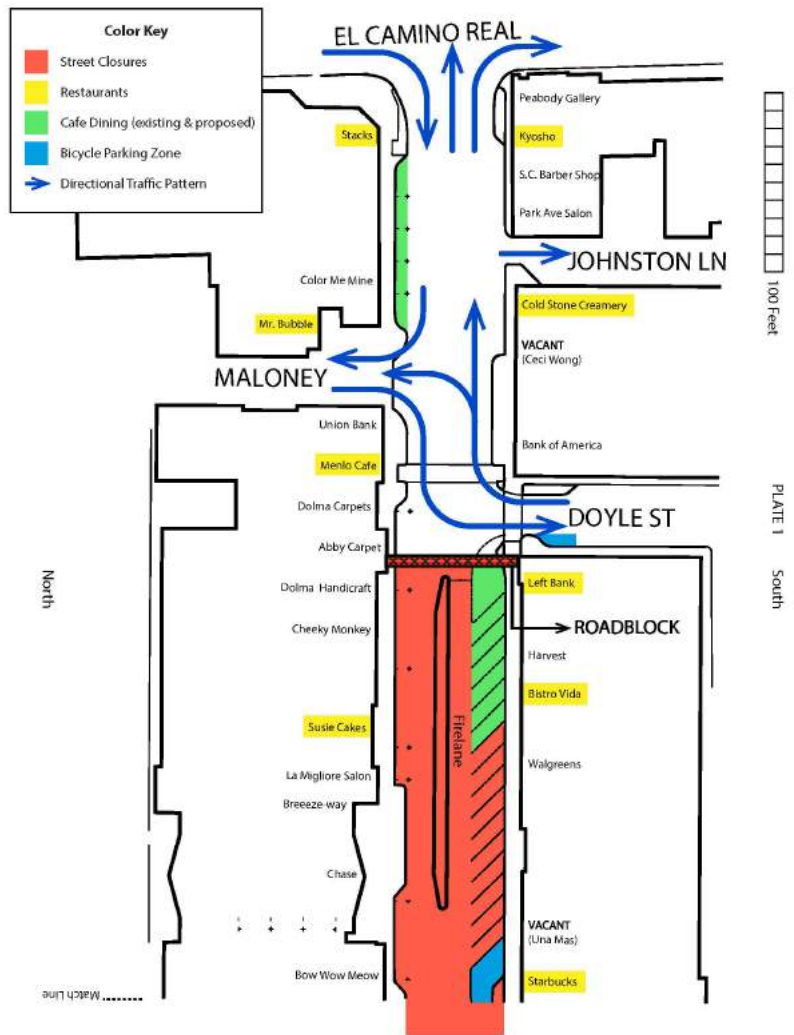 EL CAMINO REAL
Color Key
Street Closures
Restaurants
Cafe Dining (existing & proposed)
Bicycle Parking Zone
Directional Traffic Pattern
Stacks
Color Me Mine
Mr. Bubble
MALONEY
Union Bank
Menlo Cafe
Dolma Carpets
Abby Carpet
Dolma Handicraft
Cheeky Monkey
Susie Cakes
La Migliore Salon
Breeeze-way
Chase
Bow Wow Meow
North
Match Line
Firelane
Peabody Gallery
Kyosho
S.C. Barber Shop
Park Ave Salon
JOHNSTON LN
Cold Stone Creamery
VACANT
(Ceci Wong)
Bank of America
DOYLE ST
Left Bank
ROADBLOCK
Harvest
Bistro Vida
Walgreens
VACANT
(Una Mas)
Starbucks
100 Feet
PLATE 1
South